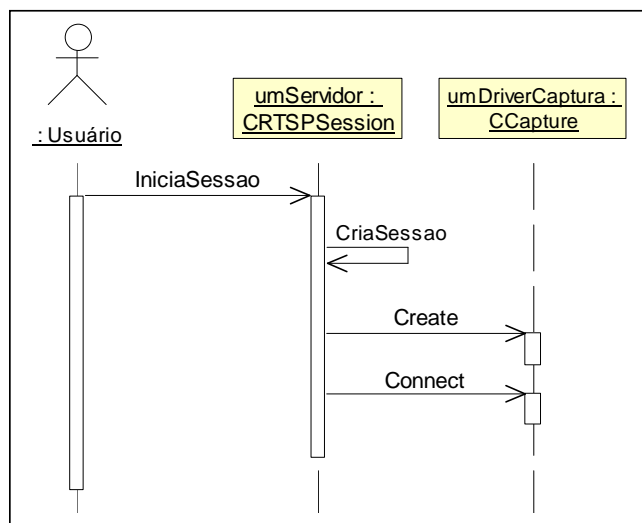 : Usuário
umServidor :
CRTSPSession
umDriverCaptura :
CCapture
IniciaSessao
CriaSessao
Create
Connect